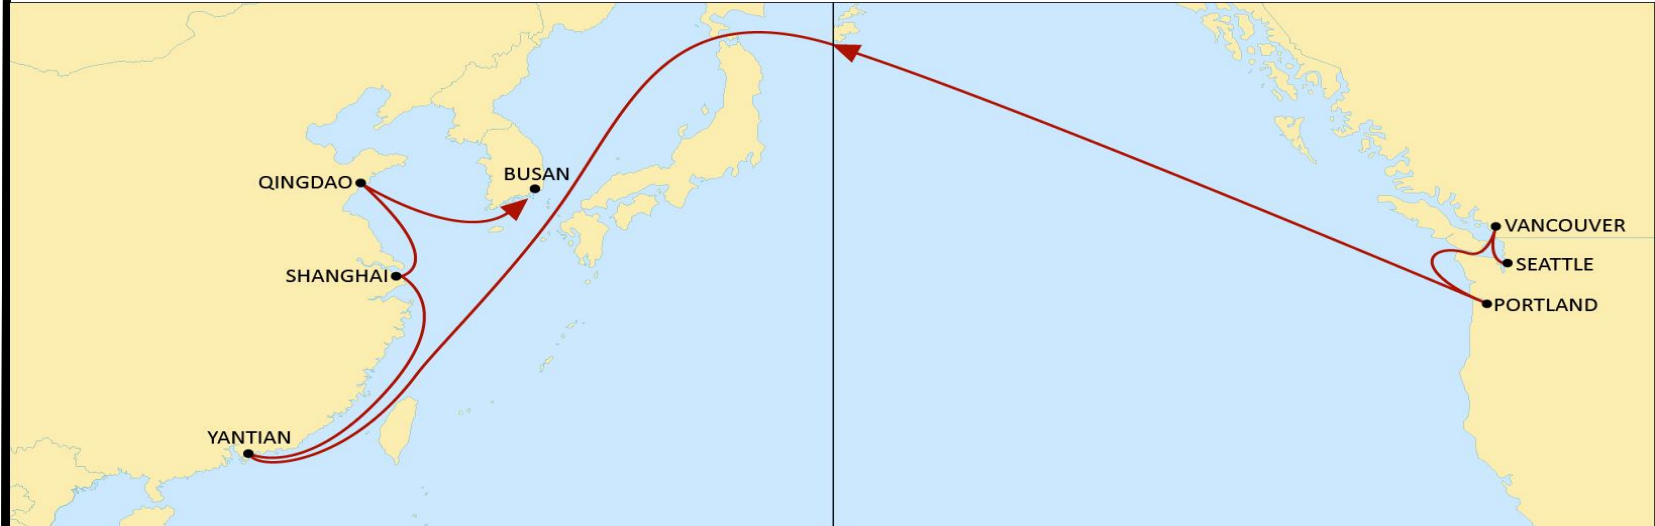 BUSAN
QINGDAO
VANCOUVER
SEATTLE
SHANGHAI
PORTLAND
YANTIAN